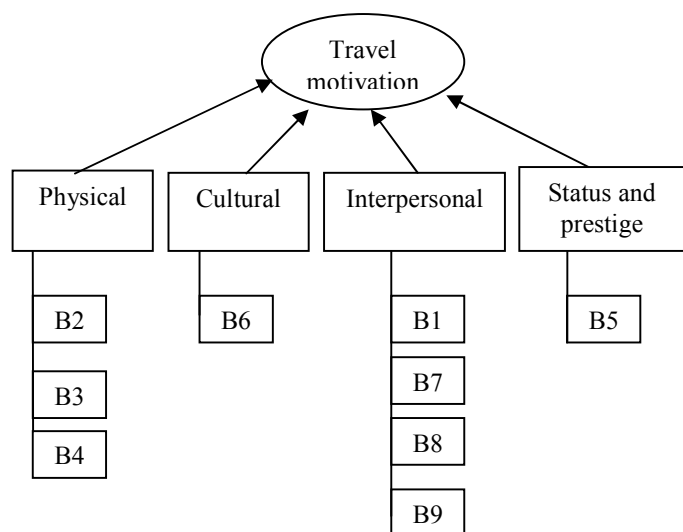 Travel
motivation
Physical
Cultural
Interpersonal
Status and
prestige
B2
B6
B1
B5
B3
B7
B4
B8
B9